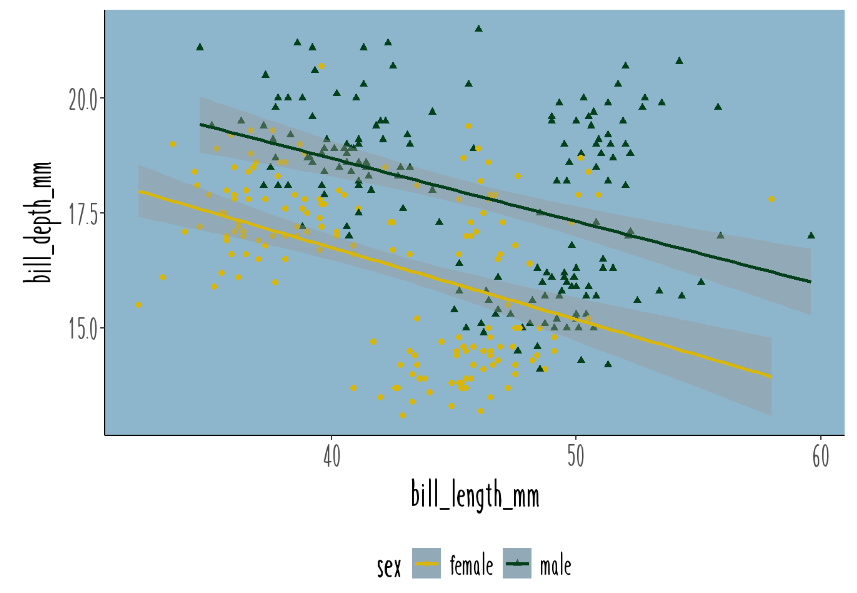 bill_depth_mm
20.0
17.5
15.0
40 50 60
bill_length_mm
sex female male